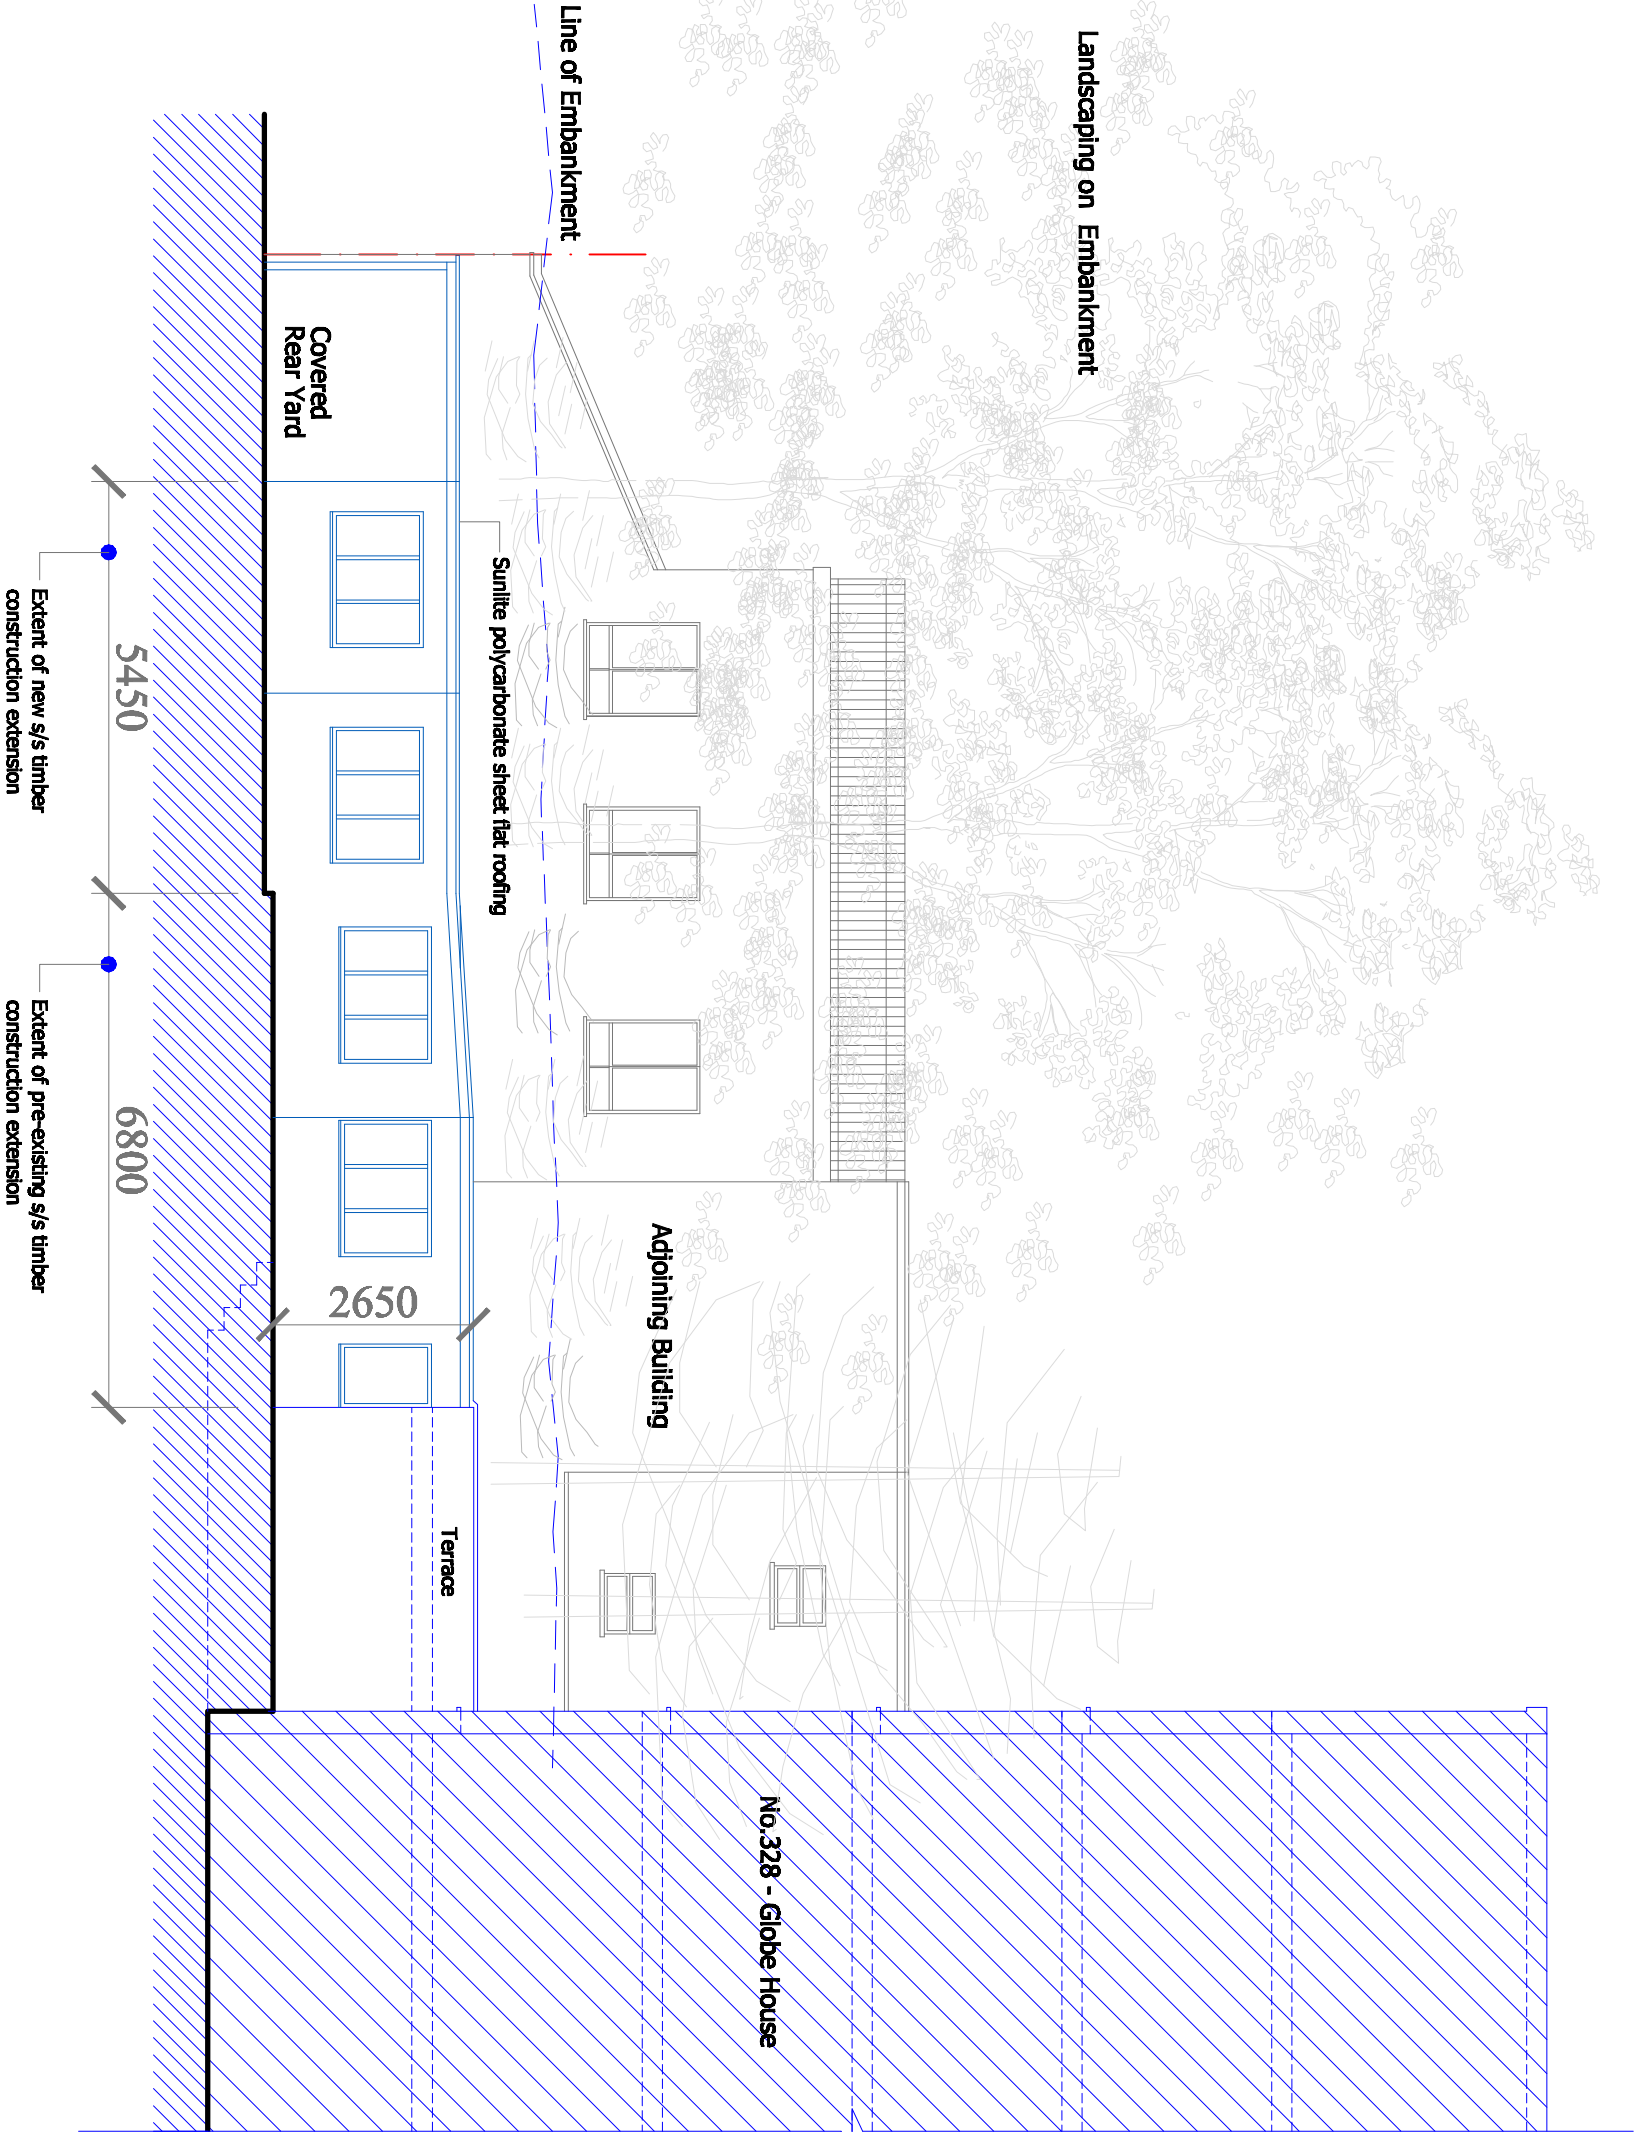 Landscaping on Embankment
Line of Embankment
Covered
Rear Yard
Sunlite polycarbonate sheet flat roofing
Adjoining Building
Terrace
No.328 - Globe House
2650
5450
6800
Extent of new s/s timber
construction extension
Extent of pre-existing s/s timber
construction extension